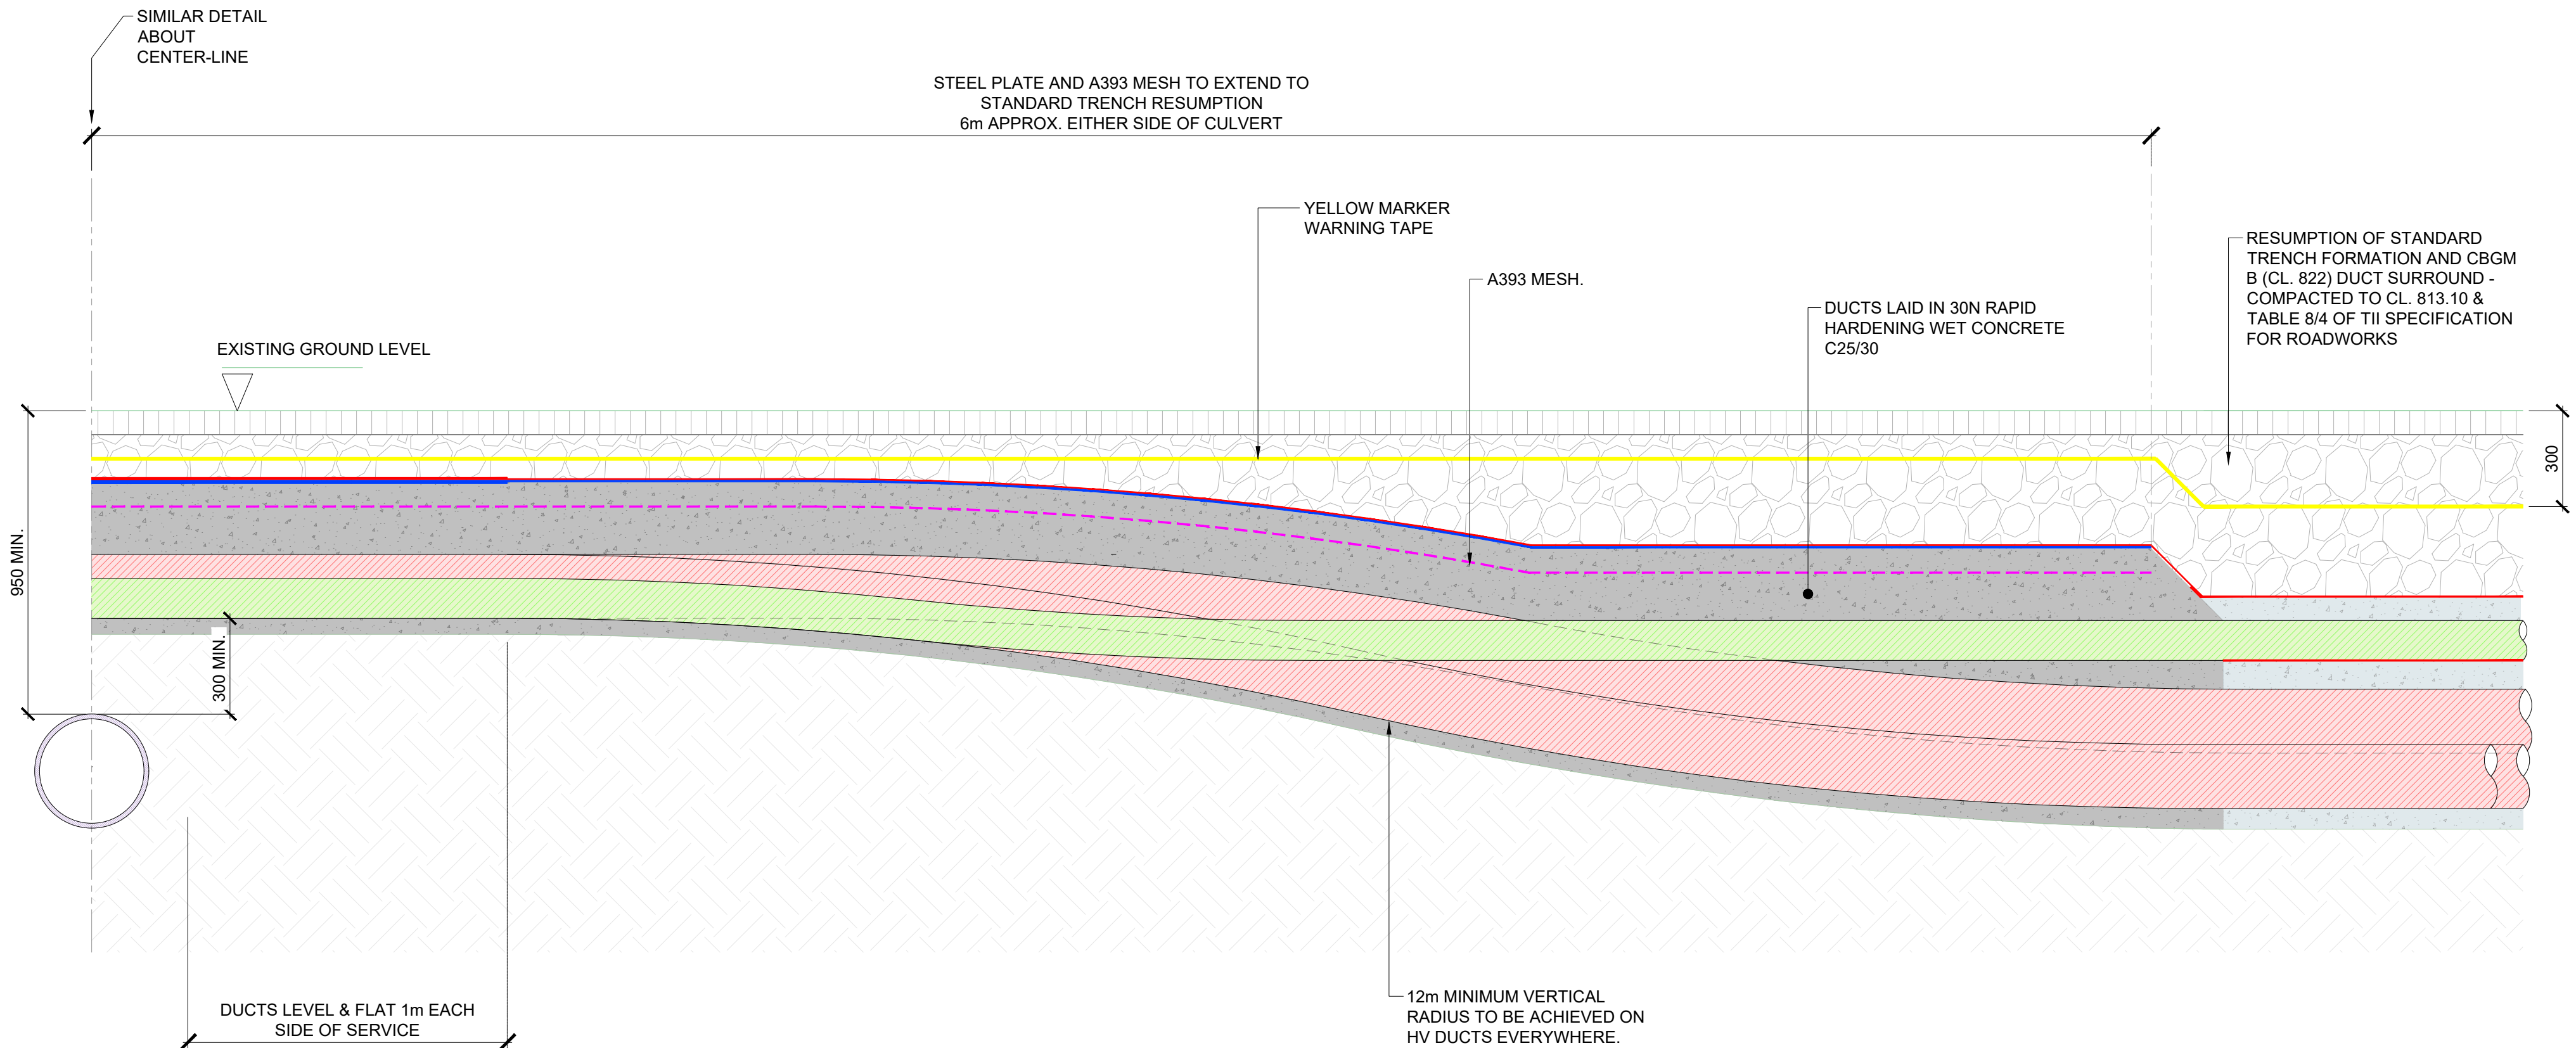 SIMILAR DETAIL
ABOUT
CENTER-LINE
STEEL PLATE AND A393 MESH TO EXTEND TO
STANDARD TRENCH RESUMPTION
6m APPROX. EITHER SIDE OF CULVERT
YELLOW MARKER
WARNING TAPE
A393 MESH.
RESUMPTION OF STANDARD
TRENCH FORMATION AND CBGM
B (CL. 822) DUCT SURROUND -
COMPACTED TO CL. 813.10 &
TABLE 8/4 OF TII SPECIFICATION
FOR ROADWORKS
DUCTS LAID IN 30N RAPID
HARDENING WET CONCRETE
C25/30
EXISTING GROUND LEVEL
300
950 MIN.
300 MIN.
DUCTS LEVEL & FLAT 1m EACH
SIDE OF SERVICE
12m MINIMUM VERTICAL
RADIUS TO BE ACHIEVED ON
HV DUCTS EVERYWHERE.